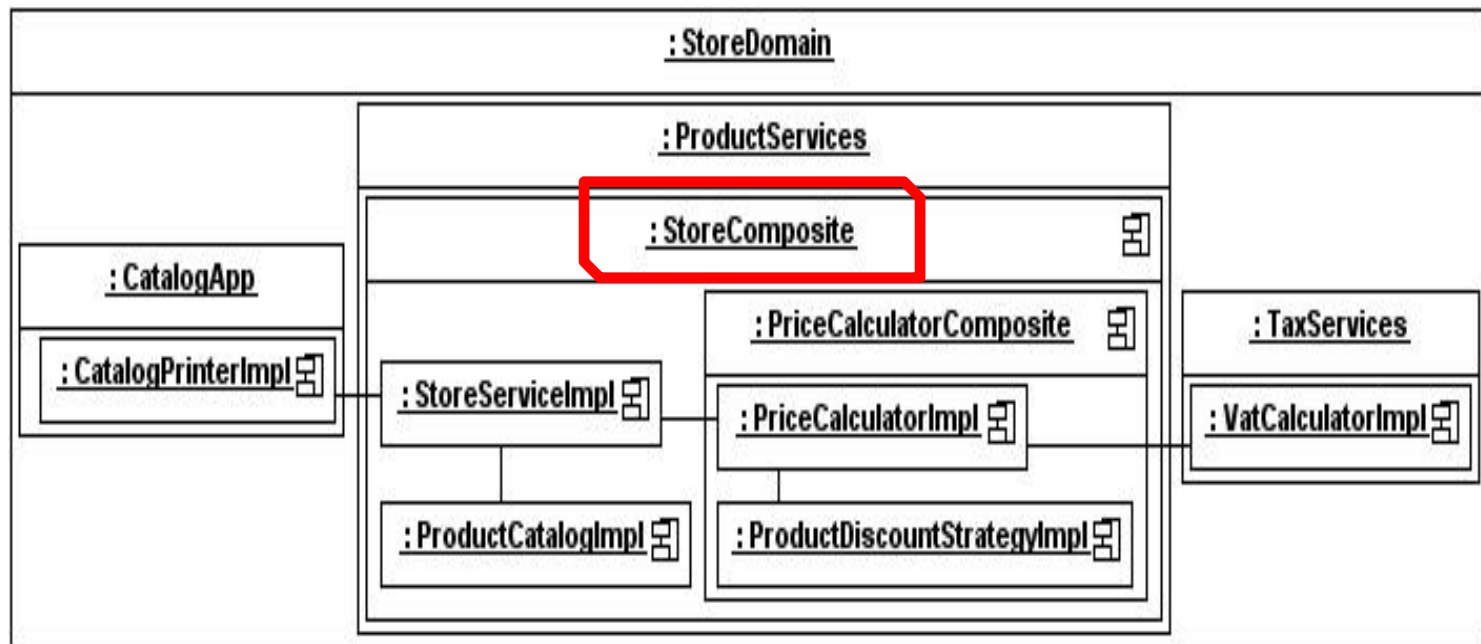 : StoreDomain
: ProductServices
: StoreComposite
: CatalogApp
: CatalogPrinterImpl
: StoreServiceImpl
: ProductCatalogImpl
: PriceCalculatorComposite
: PriceCalculatorImpl
: ProductDiscountStrategyImpl
: TaxServices
: VatCalculatorImpl